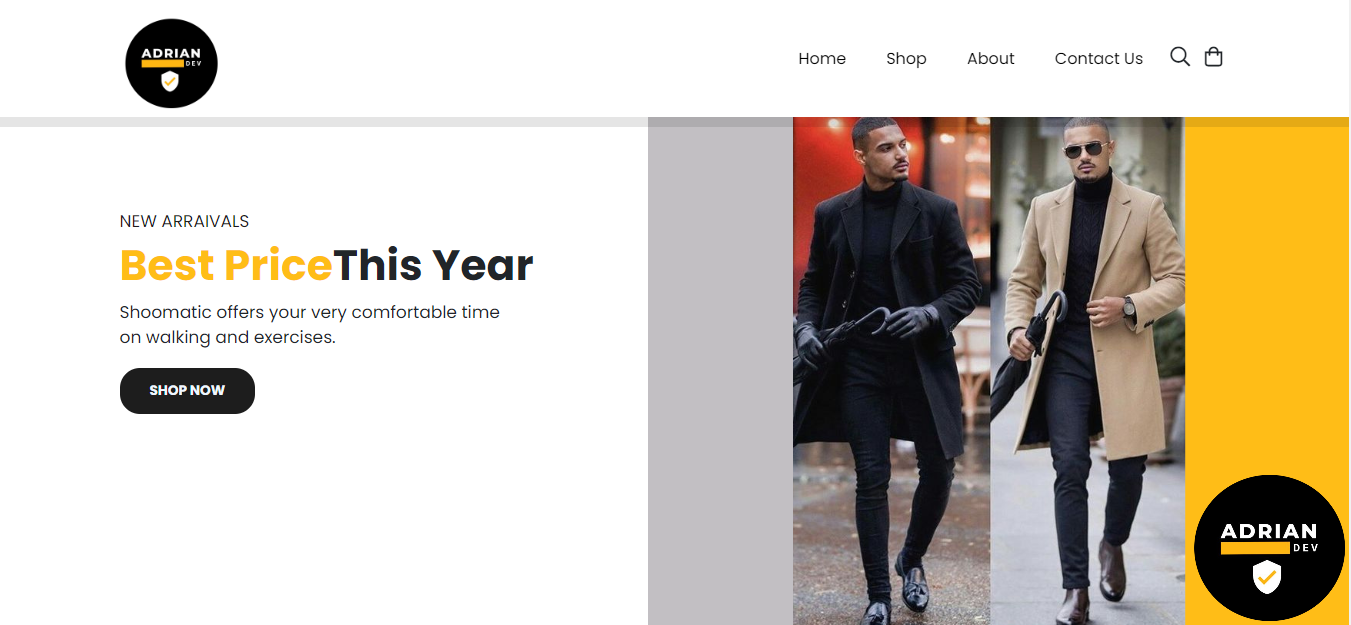 ADRIAN
DEV
Home Shop About Contact Us
NEW ARRAIVALS
Best PriceThis Year
Shoomatic offers your very comfortable time
on walking and exercises.
SHOP NOW
ADRIAN
DEV